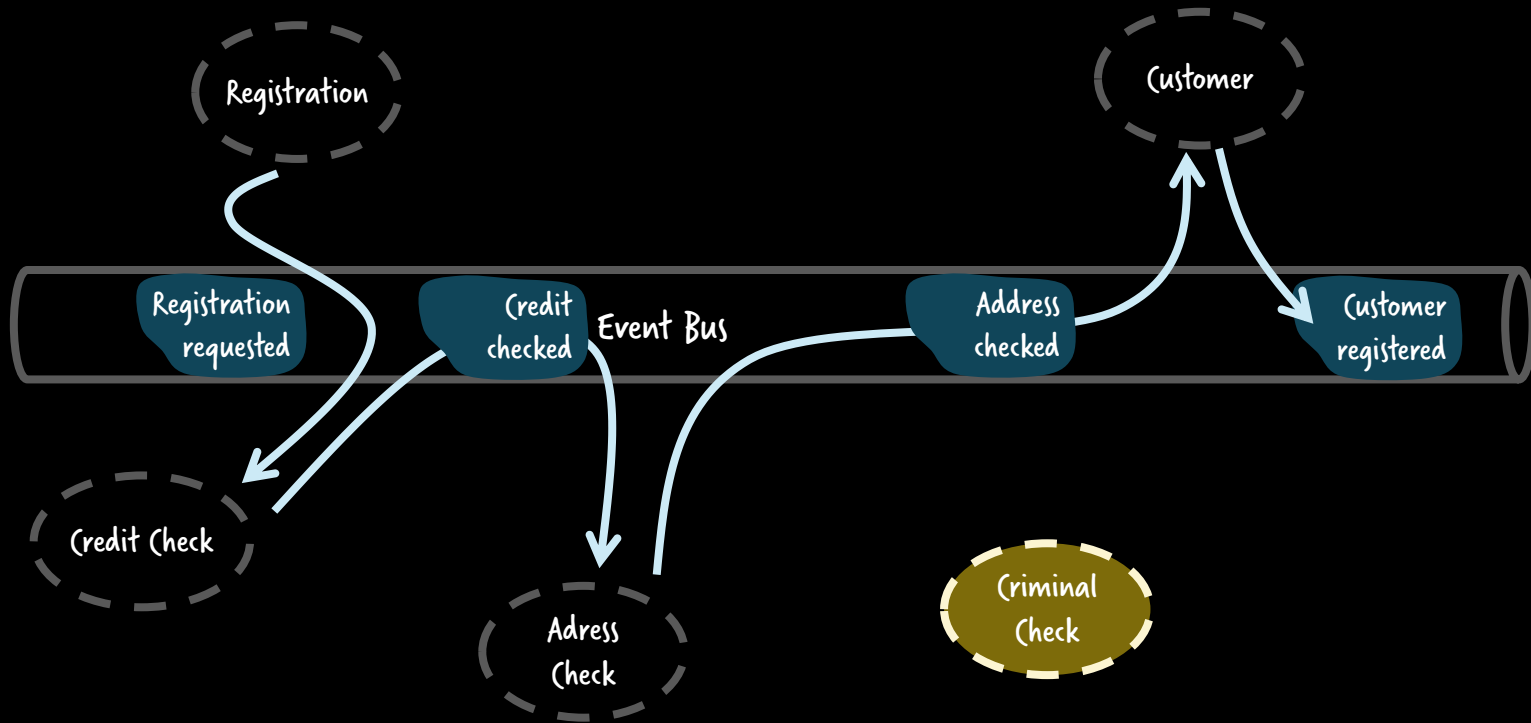 Registration
Customer
Registration
requested
Credit
checked
Event Bus
Address
checked
Customer
registered
Credit Check
Adress
Check
Criminal
Check